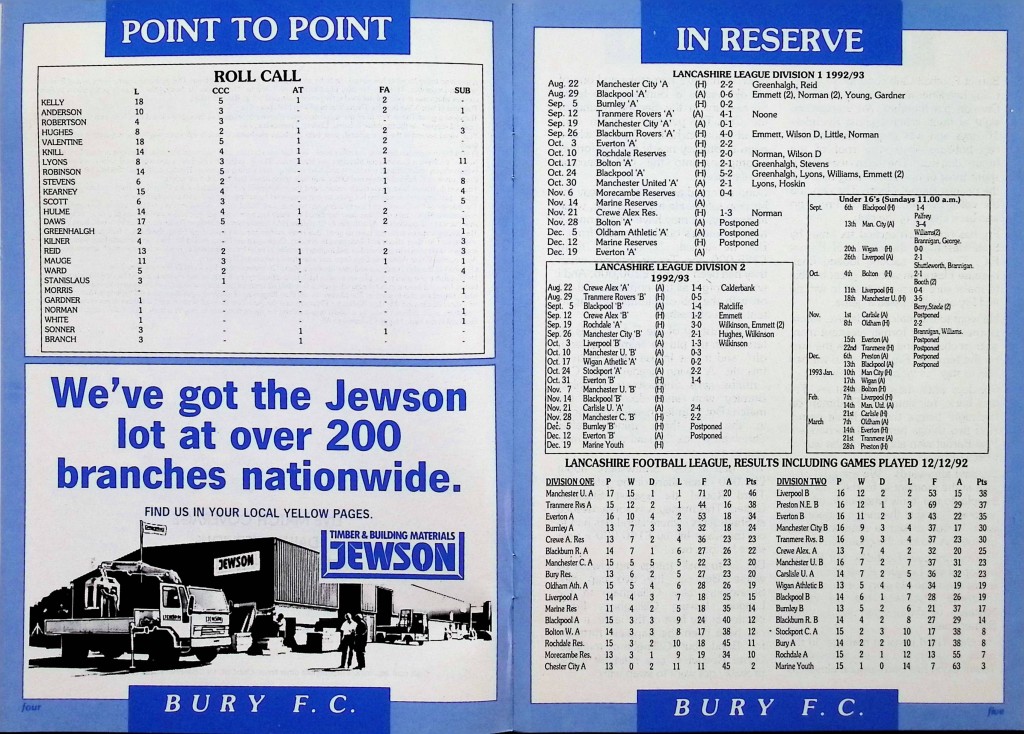 POINT TO POINT
ROLL CALL
L CCC AT FA SUB
KELLY 18 5 1 2 -
ANDERSON 10 3 - - 1
ROBERTSON 4 3 - - -
HUGHES 8 2 1 2 3
VALENTINE 18 5 1 2 -
KNILL 14 4 1 2 -
LYONS 8 3 1 1 11
ROBINSON 14 5 - 1 -
STEVENS 6 2 - 1 8
KEARNEY 15 4 - 1 4
SCOTT 6 3 - - 5
HULME 14 4 1 2 -
DAWS 17 5 1 2 1
GREENHALGH 2 - - - 1
KILNER 4 - - - 3
REID 13 2 1 2 3
MAUGE 11 3 1 1 1
WARD 5 2 - - 4
STANISLAUS 3 1 - - -
MORRIS - - - - 1
GARDNER 1 - - - -
NORMAN 1 - - - 1
WHITE 1 - - - 1
SONNER 3 - 1 1 -
BRANCH 3 - 1 - -
We've got the Jewson
lot at over 200
branches nationwide.
FIND US IN YOUR LOCAL YELLOW PAGES.
TIMBER & BUILDING MATERIALS
JEWSON
JEWSON
BURY F. C.
four
IN RESERVE
LANCASHIRE LEAGUE DIVISION 1 1992/93
Aug. 22 Manchester City 'A (H) 2-2 Greenhalgh, Reid
Aug. 29 Blackpool 'A' (A) 0-6 Emmett (2), Norman (2), Young, Gardner
Sep. 5 Burnley 'A' (H) 0-2
Sep. 12 Tranmere Rovers 'A' (A) 4-1 Noone
Sep. 19 Manchester City 'A' (A) 0-1
Sep. 26 Blackburn Rovers 'A' (H) 4-0 Emmett, Wilson D, Little, Norman
Oct. 3 Everton 'A' (H) 2-2
Oct. 10 Rochdale Reserves (H) 2-0 Norman, Wilson D
Oct. 17 Bolton 'A' (H) 2-1 Greenhalgh, Stevens
Oct. 24 Blackpool 'A' (H) 5-2 Greenhalgh, Lyons, Williams, Emmett (2)
Oct. 30 Manchester United 'A' (A) 2-1 Lyons, Hoskin
Nov. 6 Morecambe Reserves (A) 0-4
Nov. 14 Marine Reserves (A)
Nov. 21 Crewe Alex Res. (H) 1-3 Norman
Nov. 28 Bolton 'A' (A) Postponed
Dec. 5 Oldham Athletic 'A' (A) Postponed
Dec. 12 Marine Reserves (H) Postponed
Dec. 19 Everton 'A' (A)
LANCASHIRE LEAGUE DIVISION 2
1992/93
Aug. 22 Crewe Alex 'A' (A) 1-4 Calderbank
Aug. 29 Tranmere Rovers 'B' (H) 0-5
Sept. 5 Blackpool 'B' (A) 1-4 Ratcliffe
Sep. 12 Crewe Alex 'B' (H) 1-2 Emmett
Sep. 19 Rochdale 'A' (H) 3-0 Wilkinson, Emmett (2)
Sep. 26 Manchester City 'B' (A) 2-1 Hughes, Wilkinson
Oct. 3 Liverpool 'B' (A) 1-3 Wilkinson
Oct. 10 Manchester U. 'B' (A) 0-3
Oct. 17 Wigan Athetlic 'A' (A) 0-2
Oct. 24 Stockport 'A' (A) 2-2
Oct. 31 Everton 'B' (H) 1-4
Nov. 7 Manchester U. 'B' (H)
Nov. 14 Blackpool 'B' (H)
Nov. 21 Carlisle U. 'A' (A) 2-4
Nov. 28 Manchester C. 'B' (H) 2-2
Dec. 5 Burnley 'B' (H) Postponed
Dec. 12 Everton 'B' (A) Postponed
Dec. 19 Marine Youth (H)
Under 16's (Sundays 11.00 a.m.)
Sept. 6th Blackpool (H) 1-4
Palfrey
13th Man. City (A) 3-4
Williams(2)
Brannigan, George.
20th Wigan (H) 0-0
26th Liverpool (A) 2-1
Shuttleworth, Brannigan.
Oct. 4th Bolton (H) 2-1
Booth (2)
11th Liverpool (H) 0-4
18th Manchester U. (H) 3-5
Berry, Steele (2)
Nov. 1st Carlisle (A) Postponed
8th Oldham (H) 2-2
Brannigan, Williams.
15th Everton (A) Postponed
22nd Tranmere (H) Postponed
Dec. 6th Preston (A) Postponed
13th Blackpool (A) Postponed
1993 Jan. 10th Man City (H)
17th Wigan (A)
24th Bolton (H)
Feb. 7th Liverpool (H)
14th Man. Utd. (A)
21st Carlisle (H)
March 7th Oldham (A)
14th Everton (H)
21st Tranmere (A)
28th Preston (H)
LANCASHIRE FOOTBALL LEAGUE, RESULTS INCLUDING GAMES PLAYED 12/12/92
DIVISION ONE P W D L F A Pts
Manchester U. A 17 15 1 1 71 20 46
Tranmere Rvs A 15 12 2 1 44 16 38
Everton A 16 10 4 2 53 18 34
Burnley A 13 7 3 3 32 18 24
Crewe A. Res 13 7 2 4 36 23 23
Blackburn R. A 14 7 1 6 27 26 22
Manchester C. A 15 5 5 5 22 23 20
Bury Res. 13 6 2 5 27 23 20
Oldham Ath. A 15 5 4 6 28 26 19
Liverpool A 14 4 3 7 18 25 15
Marine Res 11 4 2 5 18 35 14
Blackpool A 15 3 3 9 24 40 12
Bolton W. A 14 3 3 8 17 38 12
Rochdale Res. 15 3 2 10 18 45 11
Morecambe Res. 13 3 1 9 19 34 10
Chester City A 13 0 2 11 11 45 2
DIVISION TWO P W D L F A Pts
Liverpool B 16 12 2 2 53 15 38
Preston N.E. B 16 12 1 3 69 29 37
Everton B 16 11 2 3 43 22 35
Manchester City B 16 9 3 4 37 17 30
Tranmere Rvs. B 16 9 3 4 37 23 30
Crewe Alex. A 13 7 4 2 32 20 25
Manchester U. B 16 7 2 7 37 31 23
Carslisle U. A 14 7 2 5 36 32 23
Wigan Athletic B 13 5 4 4 34 19 19
Blackpool B 14 6 1 7 28 26 19
Burnley B 13 5 2 6 21 37 17
Blackburn R. B 14 4 2 8 27 29 14
Stockport C. A 15 2 3 10 17 38 8
Bury A 14 2 2 10 17 38 8
Rochdale A 15 2 1 12 13 55 7
Marine Youth 15 1 0 14 7 63 3
BURY F. C.
five